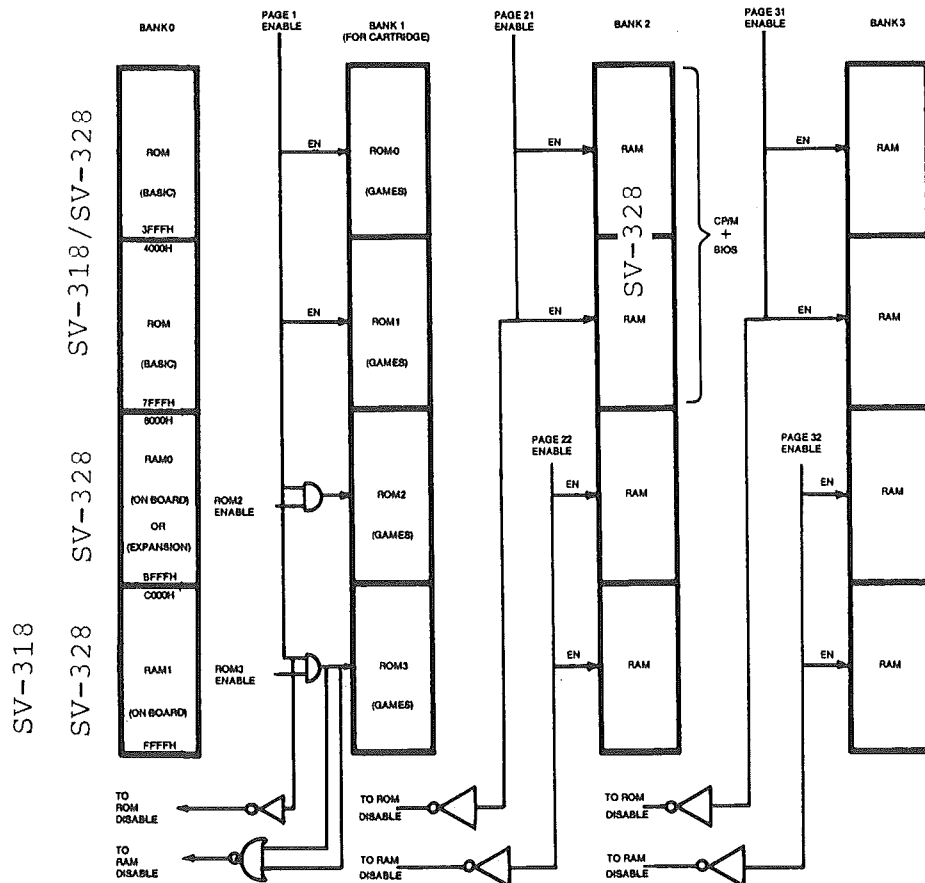 BANK 0
PAGE 1
ENABLE
BANK 1
(FOR CARTRIDGE)
PAGE 21
ENABLE
BANK 2
PAGE 31
ENABLE
BANK 3
SV-318/SV-328
ROM
(BASIC)
3FFFH
EN
ROM0
(GAMES)
EN
RAM
SV-328
CP/M
+
BIOS
EN
RAM
4000H
ROM
(BASIC)
7FFFH
EN
ROM1
(GAMES)
EN
RAM
EN
RAM
SV-328
8000H
RAM0
(ON BOARD)
OR
(EXPANSION)
BFFFH
ROM2
ENABLE
ROM2
(GAMES)
PAGE 22
ENABLE
EN
RAM
PAGE 32
ENABLE
EN
RAM
SV-318
SV-328
C000H
RAM1
(ON BOARD)
FFFFH
ROM3
ENABLE
ROM3
(GAMES)
EN
RAM
EN
RAM
TO
ROM
DISABLE
TO ROM
DISABLE
TO ROM
DISABLE
TO
RAM
DISABLE
TO RAM
DISABLE
TO RAM
DISABLE